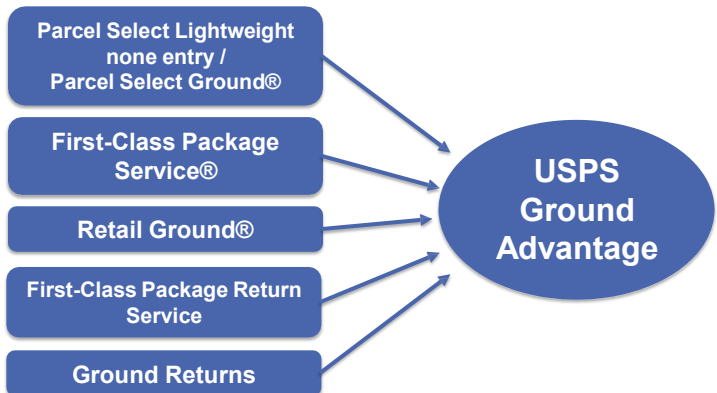 Parcel Select Lightweight
none entry /
Parcel Select Ground®
First-Class Package
Service®
Retail Ground®
First-Class Package Return
Service
Ground Returns
USPS
Ground
Advantage